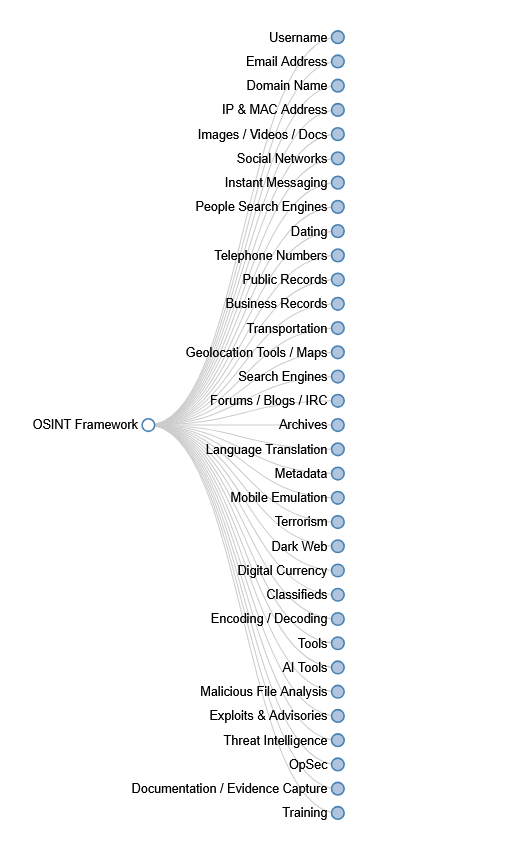 Username
Email Address
Domain Name
IP & MAC Address
Images / Videos / Docs
Social Networks
Instant Messaging
People Search Engines
Dating
Telephone Numbers
Public Records
Business Records
Transportation
Geolocation Tools / Maps
Search Engines
Forums / Blogs / IRC
OSINT Framework
Archives
Language Translation
Metadata
Mobile Emulation
Terrorism
Dark Web
Digital Currency
Classifieds
Encoding / Decoding
Tools
AI Tools
Malicious File Analysis
Exploits & Advisories
Threat Intelligence
OpSec
Documentation / Evidence Capture
Training